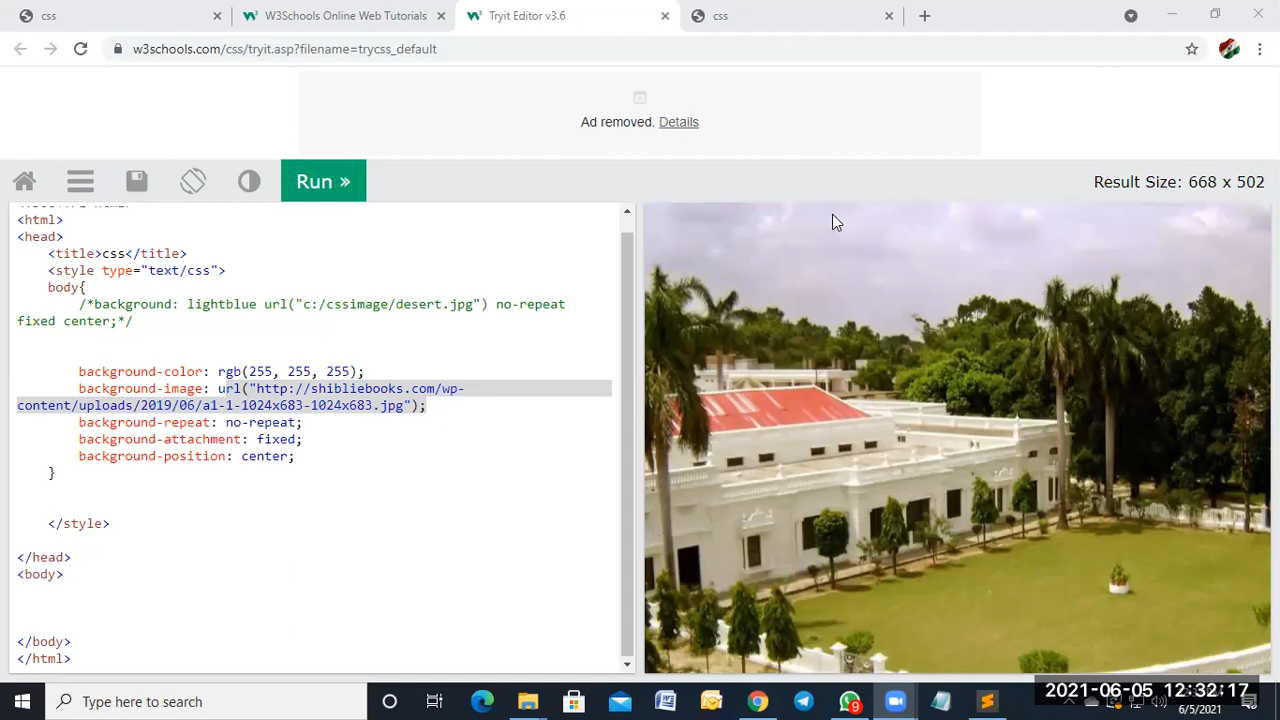 css
W3Schools Online Web Tutorials
Tryit Editor v3.6
css
w3schools.com/css/tryit.asp?filename=trycss_default
Ad removed. Details
Run »
Result Size: 668 x 502
<html>
<head>
<title>css</title>
<style type="text/css">
body{
/*background: lightblue url("c:/cssimage/desert.jpg") no-repeat
fixed center;*/
background-color: rgb(255, 255, 255);
background-image: url("http://shibliebooks.com/wp-
content/uploads/2019/06/a1-1-1024x683-1024x683.jpg");
background-repeat: no-repeat;
background-attachment: fixed;
background-position: center;
}
</style>
</head>
<body>
</body>
</html>
Type here to search
9
2021-06-05 12:32:17
6/5/2021